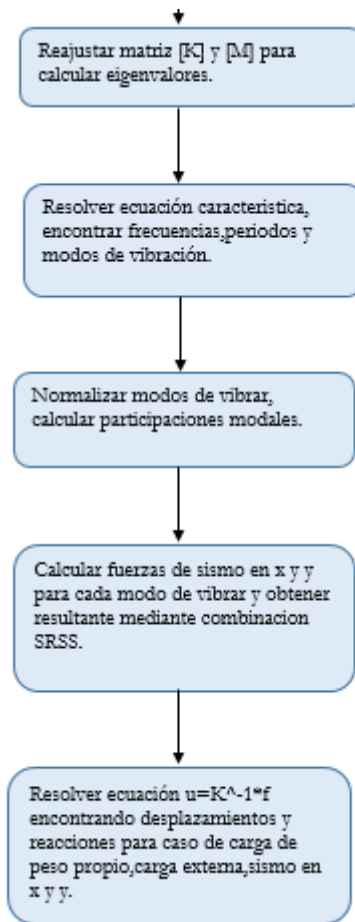 Reajustar matriz [K] y [M] para
calcular eigenvalores.
Resolver ecuación caracteristica,
encontrar frecuencias,periodos y
modos de vibración.
Normalizar modos de vibrar,
calcular participaciones modales.
Calcular fuerzas de sismo en x y y
para cada modo de vibrar y obtener
resultante mediante combinacion
SRSS.
Resolver ecuación u=K^-1*f
encontrando desplazamientos y
reacciones para caso de carga de
peso propio,carga externa,sismo en
x y y.